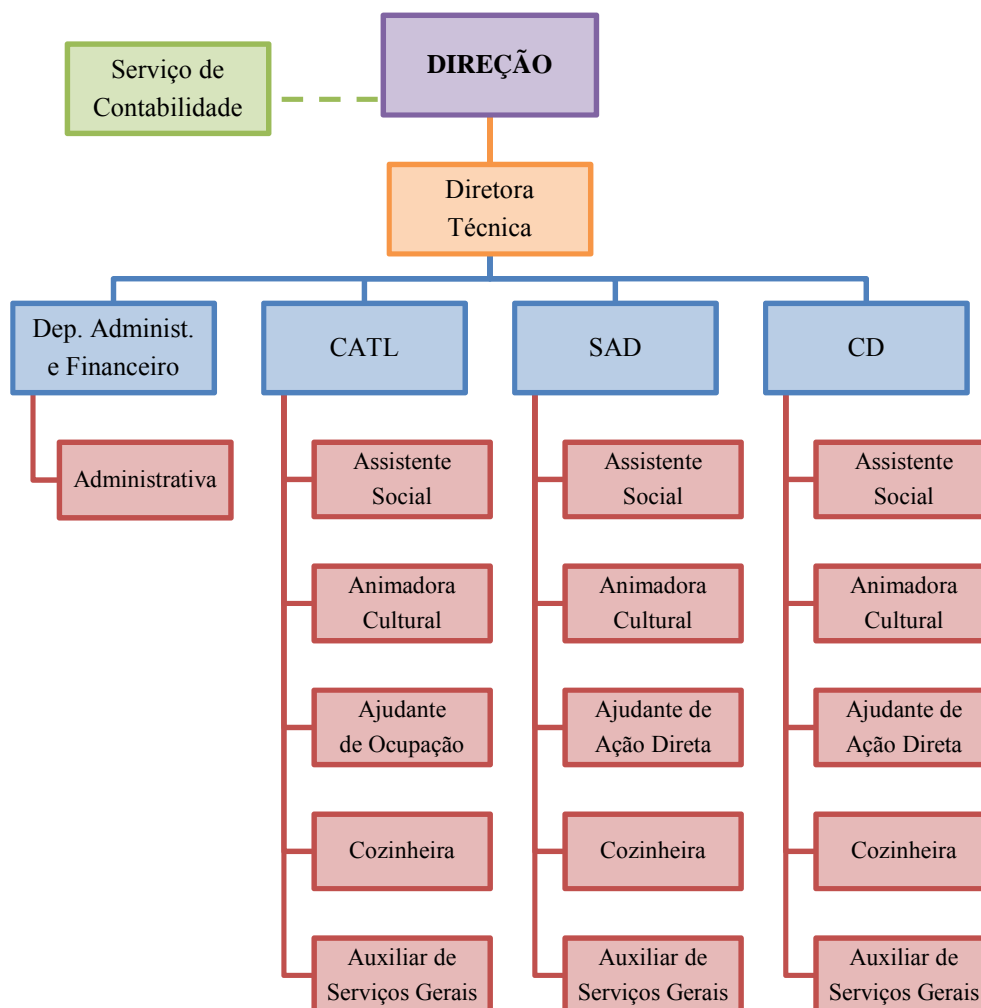 DIREÇÃO
Serviço de
Contabilidade
Diretora
Técnica
Dep. Administ.
e Financeiro
CATL
SAD
CD
Administrativa
Assistente
Social
Animadora
Cultural
Ajudante
de Ocupação
Cozinheira
Auxiliar de
Serviços Gerais
Assistente
Social
Animadora
Cultural
Ajudante de
Ação Direta
Cozinheira
Auxiliar de
Serviços Gerais
Assistente
Social
Animadora
Cultural
Ajudante de
Ação Direta
Cozinheira
Auxiliar de
Serviços Gerais